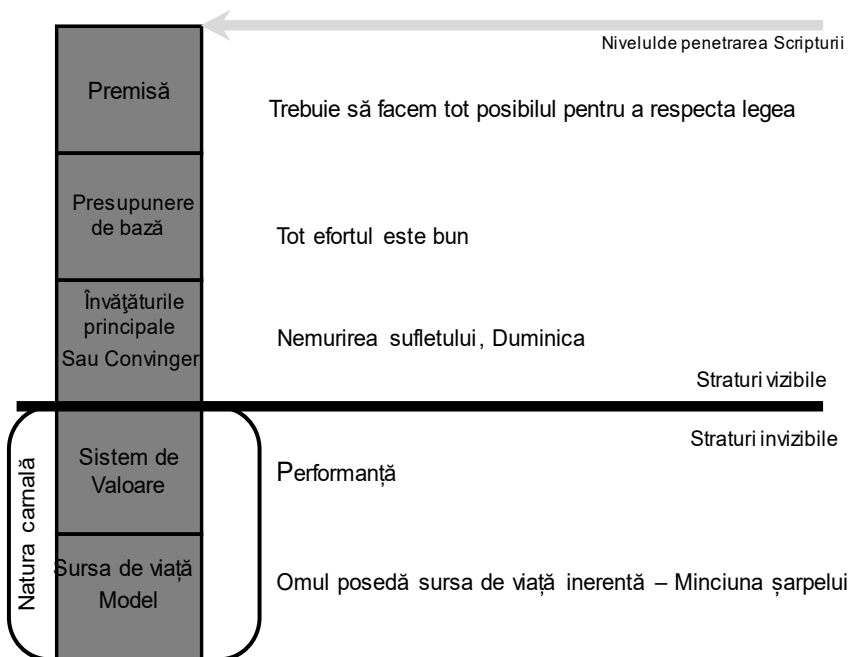 Nivelulde penetrarea Scripturii
Premisă
Trebuie să facem tot posibilul pentru a respecta legea
Presupunere
de bază
Tot efortul este bun
Învăţăturile
principale
Sau Convinger
Nemurirea sufletului, Duminica
Straturi vizibile
Straturi invizibile
Natura carnală
Sistem de
Valoare
Performanță
Sursa de viață
Model
Omul posedă sursa de viață inerentă – Minciuna șarpelui